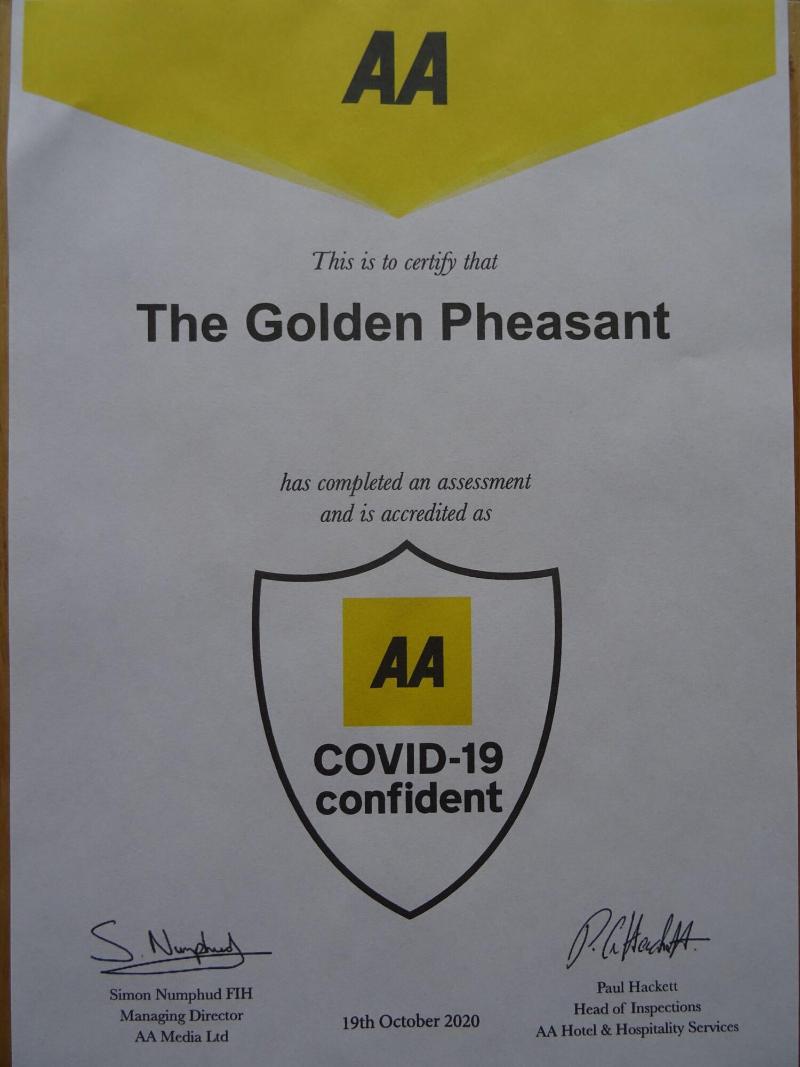 AA
This is to certify that
The Golden Pheasant
has completed an assessment
and is accredited as
AA
COVID-19
confident
S. Numphud
Simon Numphud FIH
Managing Director
AA Media Ltd
19th October 2020
P. G. Hackett
Paul Hackett
Head of Inspections
AA Hotel & Hospitality Services